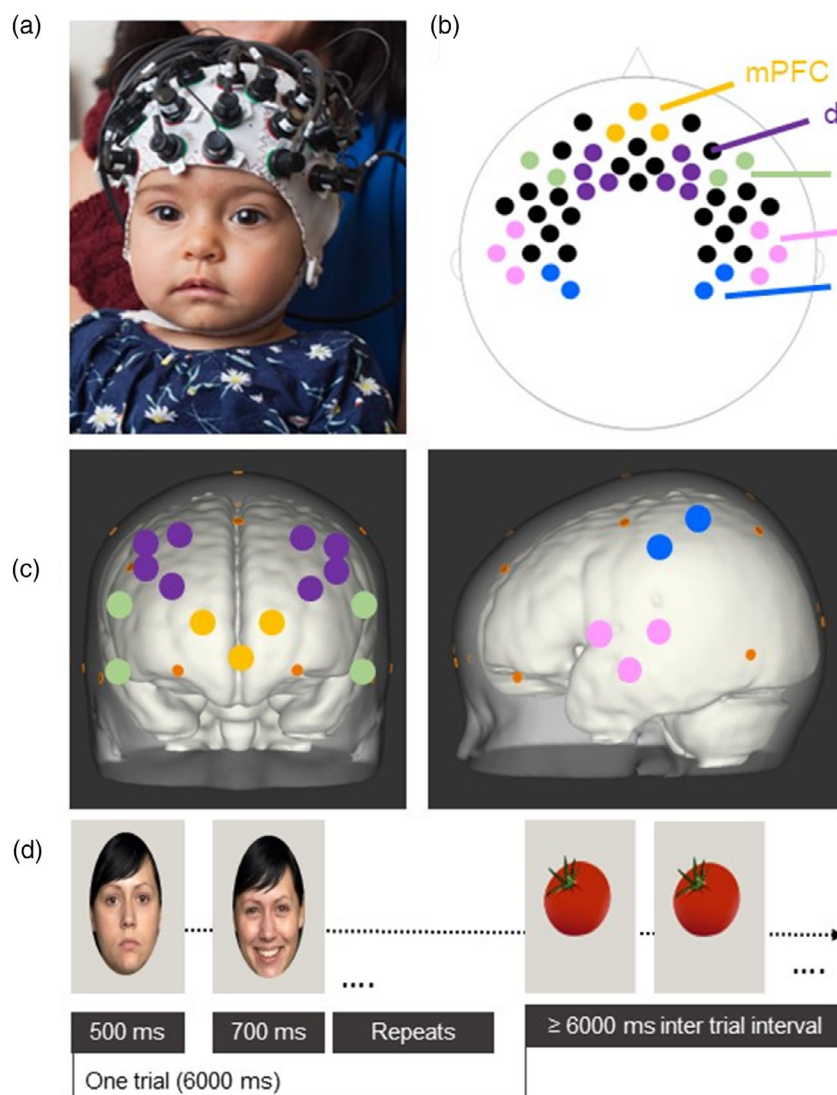 (a)
(b)
mPFC
d
(c)
(d)
....
....
500 ms
700 ms
Repeats
≥ 6000 ms inter trial interval
One trial (6000 ms)